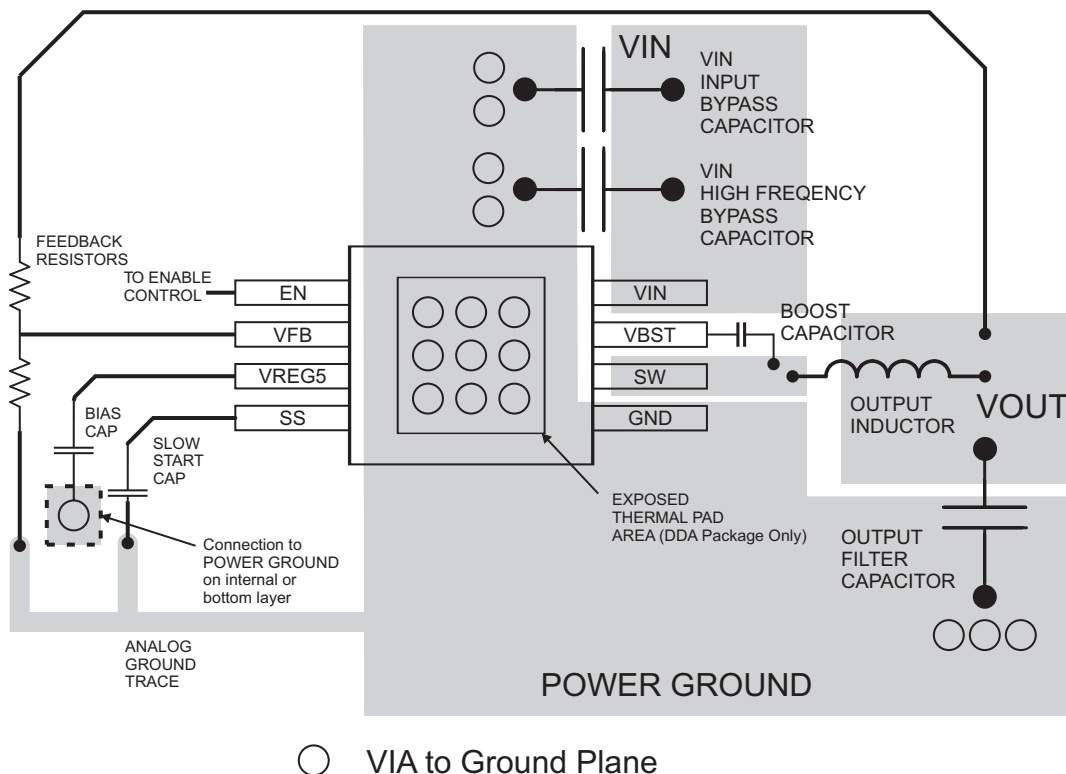 VIN
VIN
INPUT
BYPASS
CAPACITOR
VIN
HIGH FREQENCY
BYPASS
CAPACITOR
FEEDBACK
RESISTORS
TO ENABLE
CONTROL
EN
VFB
VREG5
SS
VIN
VBST
SW
GND
BOOST
CAPACITOR
OUTPUT
INDUCTOR
VOUT
BIAS
CAP
SLOW
START
CAP
EXPOSED
THERMAL PAD
AREA (DDA Package Only)
OUTPUT
FILTER
CAPACITOR
Connection to
POWER GROUND
on internal or
bottom layer
ANALOG
GROUND
TRACE
POWER GROUND
VIA to Ground Plane